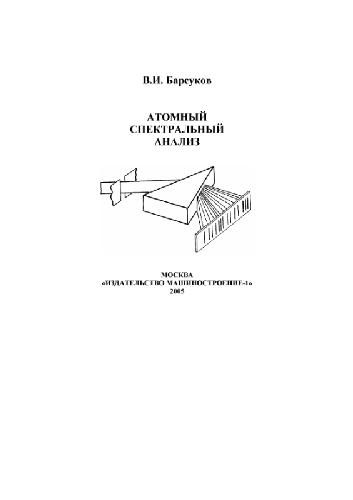 В.И. Барсуков
АТОМНЫЙ
СПЕКТРАЛЬНЫЙ
АНАЛИЗ
МОСКВА
«ИЗДАТЕЛЬСТВО МАШИНОСТРОЕНИЕ-1»
2005